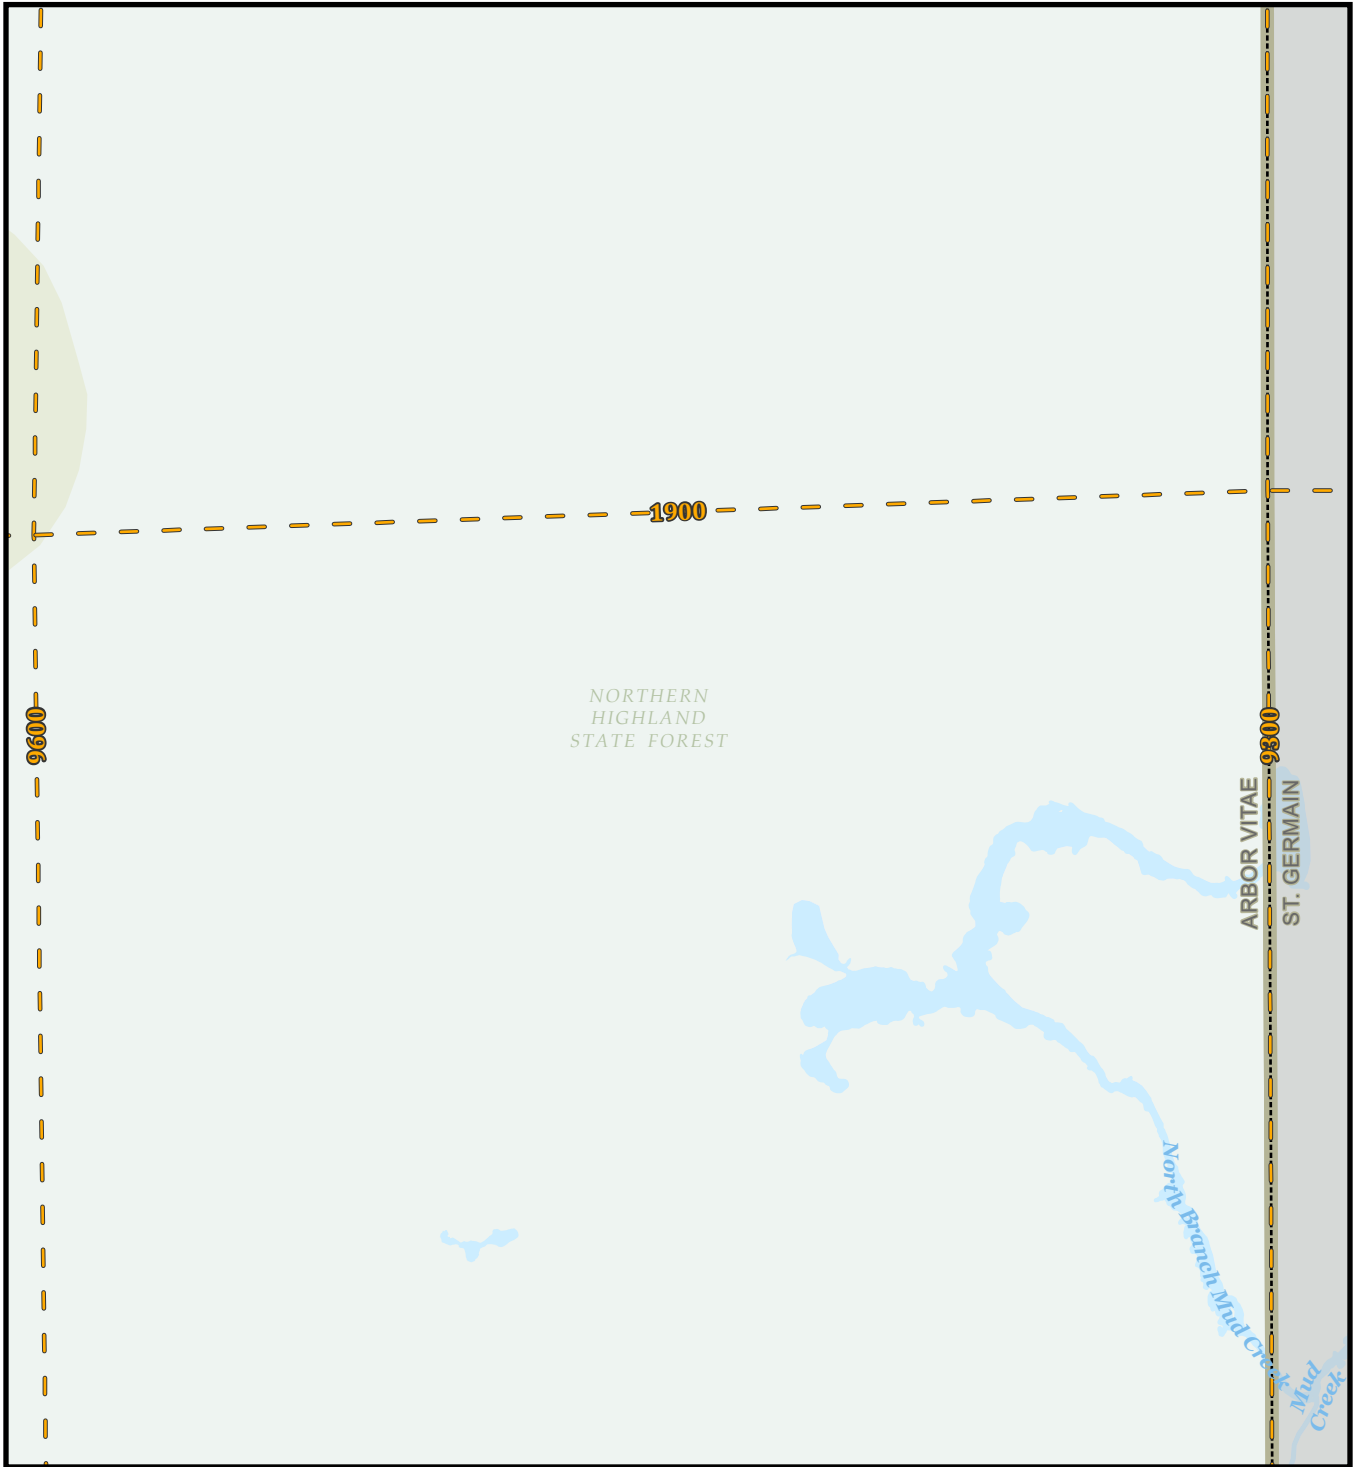 1900
NORTHERN
HIGHLAND
STATE FOREST
9600
9300
ARBOR VITAE
ST. GERMAIN
North Branch Mud Creek
Mud
Creek